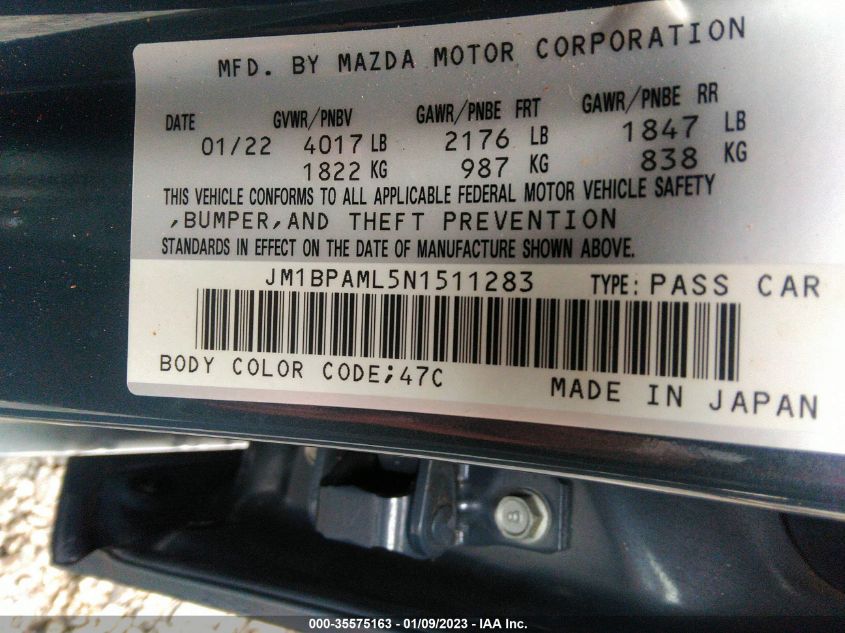 MFD. BY MAZDA MOTOR CORPORATION
DATE GVWR/PNBV GAWR/PNBE FRT GAWR/PNBE RR
01/22 4017 LB 2176 LB 1847 LB
1822 KG 987 KG 838 KG
THIS VEHICLE CONFORMS TO ALL APPLICABLE FEDERAL MOTOR VEHICLE SAFETY
,BUMPER,AND THEFT PREVENTION
STANDARDS IN EFFECT ON THE DATE OF MANUFACTURE SHOWN ABOVE.
JM1BPAML5N1511283 TYPE: PASS CAR
BODY COLOR CODE;47C
MADE IN JAPAN
000-35575163 - 01/09/2023 - IAA Inc.